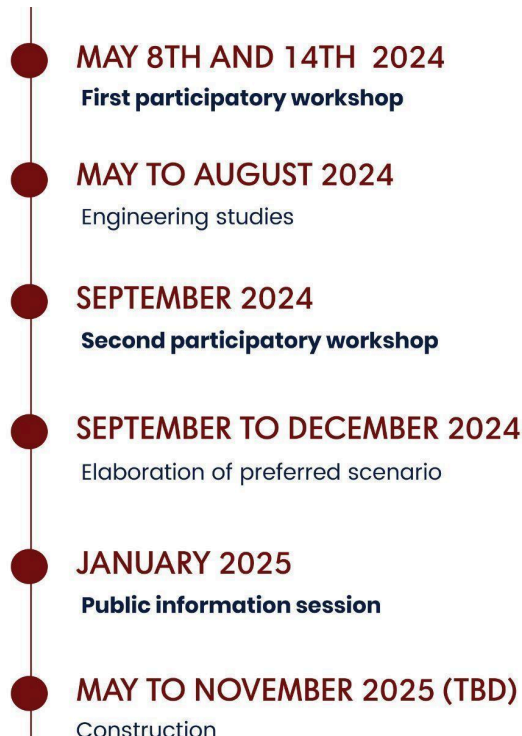 MAY 8TH AND 14TH 2024
First participatory workshop
MAY TO AUGUST 2024
Engineering studies
SEPTEMBER 2024
Second participatory workshop
SEPTEMBER TO DECEMBER 2024
Elaboration of preferred scenario
JANUARY 2025
Public information session
MAY TO NOVEMBER 2025 (TBD)
Construction